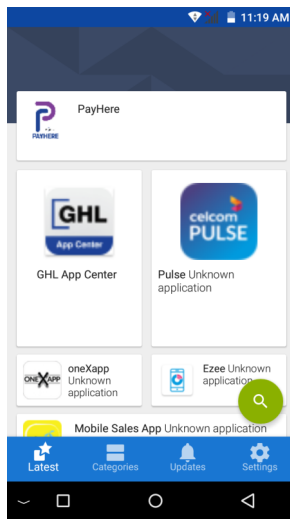 11:19 AM
PayHere
PAYHERE
GHL
App Center
celcom
PULSE
GHL App Center
Pulse Unknown
application
oneXapp
Unknown
application
ONEXAPP
Ezee Unknown
application
Mobile Sales App Unknown application
Latest
Categories
Updates
Settings